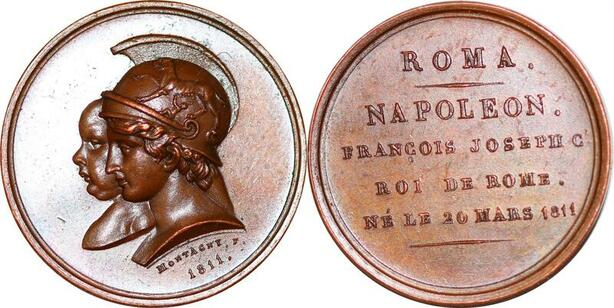 MONTAGNY. F.
1811.
ROMA.
NAPOLEON.
FRANÇOIS JOSEPH C
ROI DE ROME.
NÉ LE 20 MARS 1811